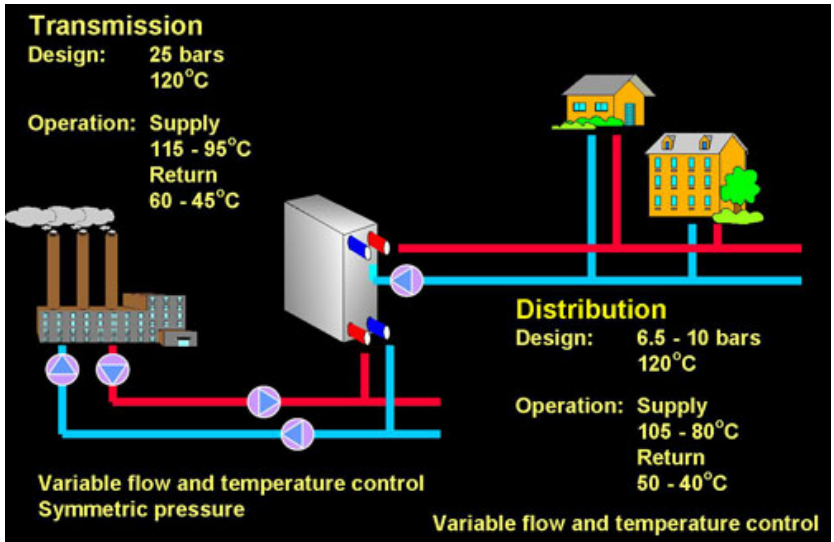 Transmission
Design: 25 bars
120°C
Operation: Supply
115 - 95°C
Return
60 - 45°C
Distribution
Design: 6.5 - 10 bars
120°C
Operation: Supply
105 - 80°C
Return
50 - 40°C
Variable flow and temperature control
Symmetric pressure
Variable flow and temperature control